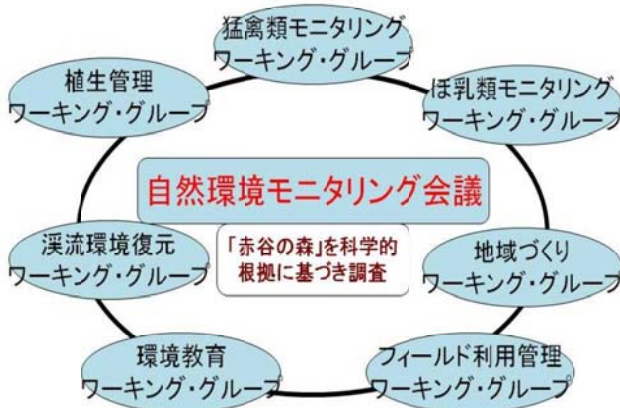 猛禽類モニタリング
ワーキング・グループ
植生管理
ワーキング・グループ
ほ乳類モニタリング
ワーキング・グループ
自然環境モニタリング会議
「赤谷の森」を科学的
根拠に基づき調査
渓流環境復元
ワーキング・グループ
地域づくり
ワーキング・グループ
環境教育
ワーキング・グループ
フィールド利用管理
ワーキング・グループ